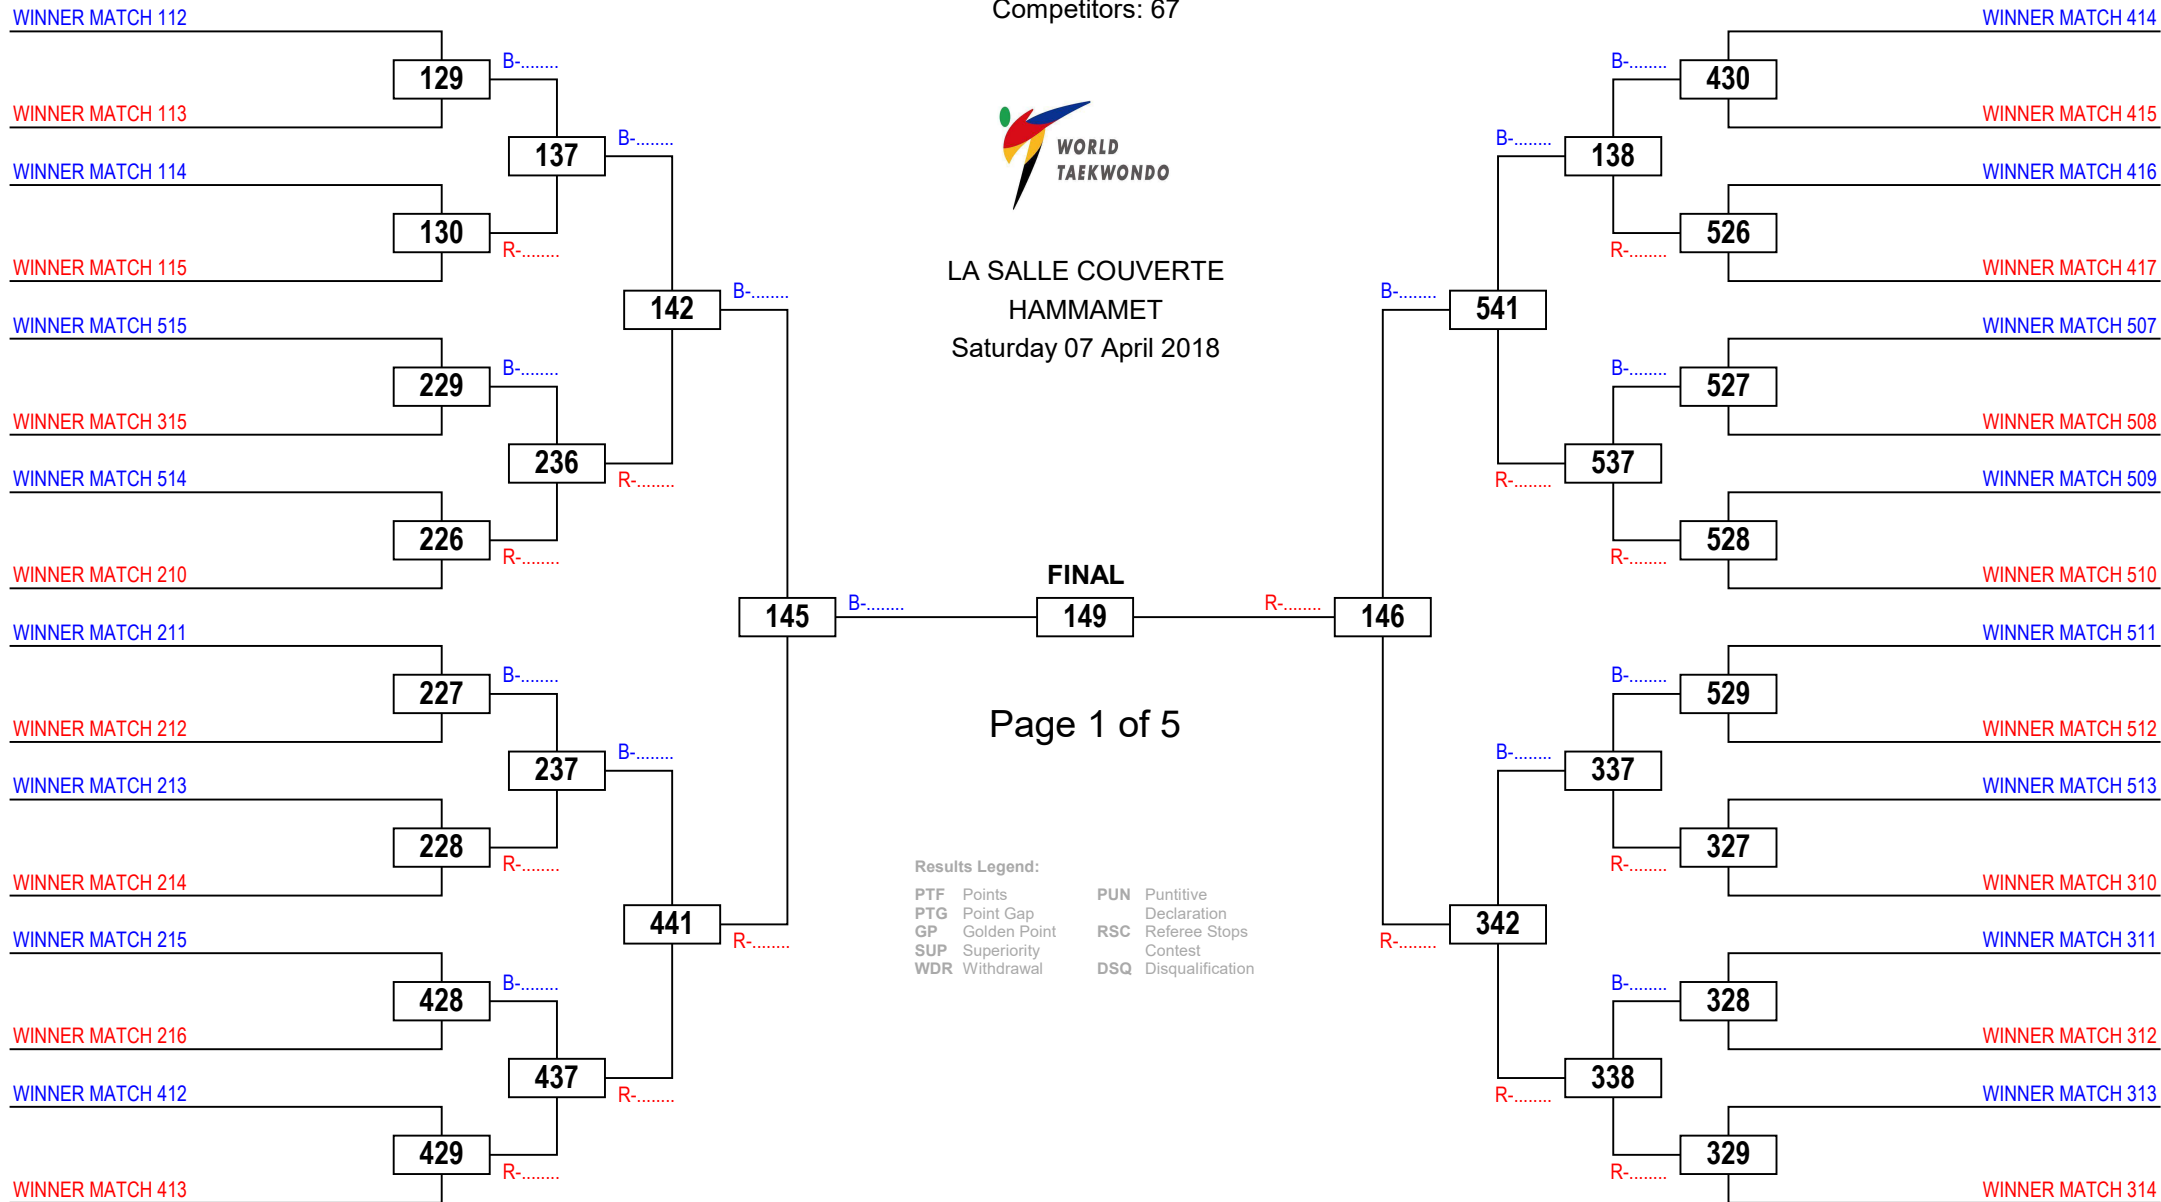 Competitors: 67
WORLD
TAEKWONDO
LA SALLE COUVERTE
HAMMAMET
Saturday 07 April 2018
WINNER MATCH 112
129
B-........
WINNER MATCH 113
137
B-........
WINNER MATCH 114
130
R-........
WINNER MATCH 115
142
B-........
WINNER MATCH 515
229
B-........
WINNER MATCH 315
236
R-........
WINNER MATCH 514
226
R-........
WINNER MATCH 210
145
B-........
WINNER MATCH 211
227
B-........
WINNER MATCH 212
237
B-........
WINNER MATCH 213
228
R-........
WINNER MATCH 214
441
R-........
WINNER MATCH 215
428
B-........
WINNER MATCH 216
437
R-........
WINNER MATCH 412
429
R-........
WINNER MATCH 413
FINAL
149
Page 1 of 5
Results Legend:
PTF Points
PTG Point Gap
GP Golden Point
SUP Superiority
WDR Withdrawal
PUN Puntitive
Declaration
RSC Referee Stops
Contest
DSQ Disqualification
WINNER MATCH 414
B-........
430
WINNER MATCH 415
B-........
138
WINNER MATCH 416
R-........
526
WINNER MATCH 417
B-........
541
WINNER MATCH 507
B-........
527
WINNER MATCH 508
R-........
537
WINNER MATCH 509
R-........
528
WINNER MATCH 510
R-........
146
WINNER MATCH 511
B-........
529
WINNER MATCH 512
B-........
337
WINNER MATCH 513
R-........
327
WINNER MATCH 310
R-........
342
WINNER MATCH 311
B-........
328
WINNER MATCH 312
R-........
338
WINNER MATCH 313
R-........
329
WINNER MATCH 314